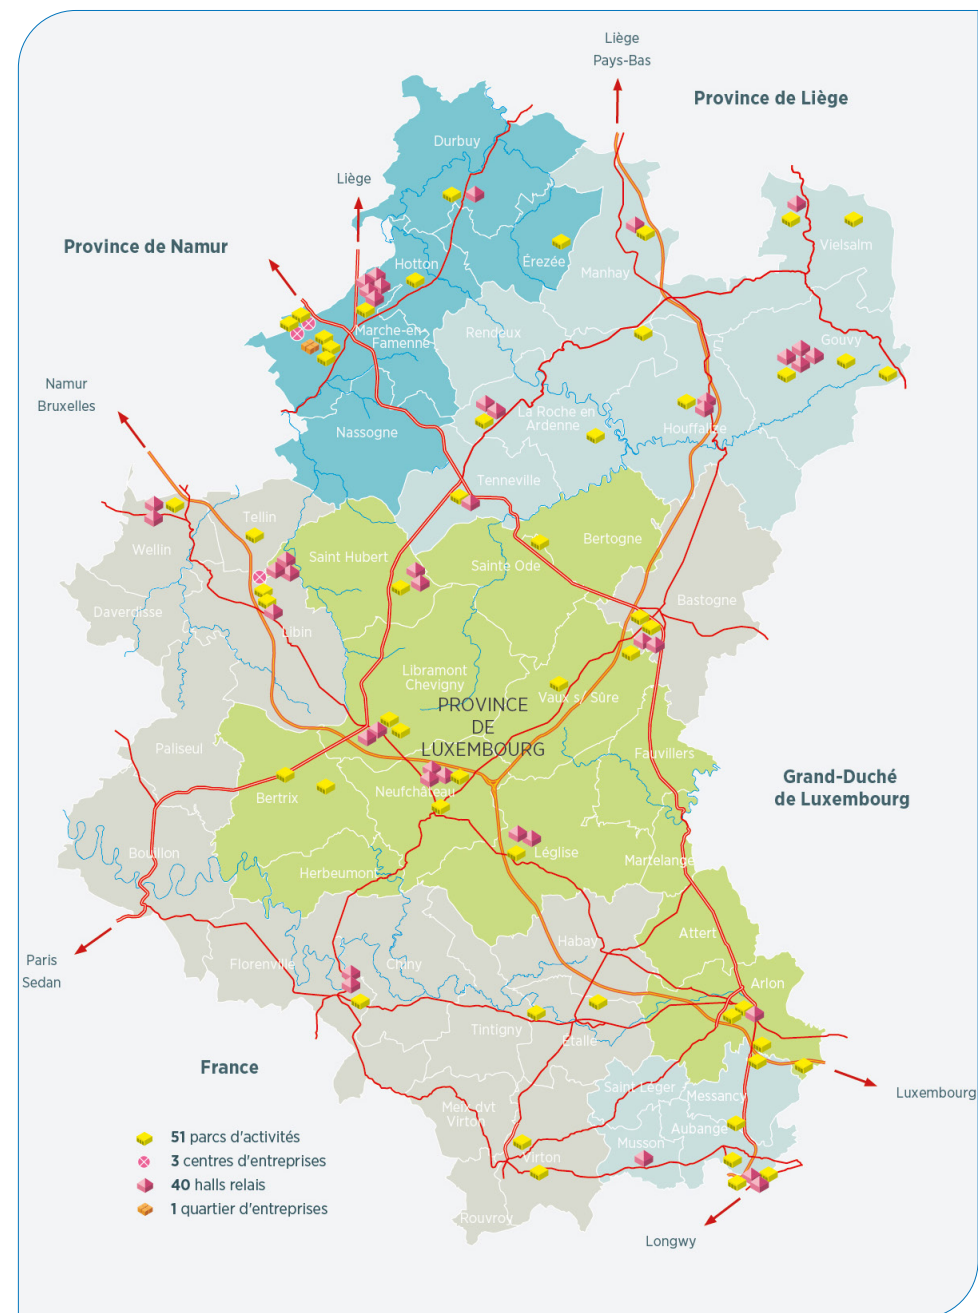 Liège
Pays-Bas
Province de Liège
Durbuy
Liège
Province de Namur
Vielsalm
Hotton
Érezée
Manhay
Marche-en-
Famenne
Rendeux
Gouvy
Namur
Bruxelles
La Roche en
Ardenne
Houffalize
Nassogne
Tenneville
Tellin
Bertogne
Wellin
Saint Hubert
Sainte Ode
Bastogne
Daverdisse
Libin
Libramont
Chevigny
Vaux s/ Sûre
PROVINCE
DE
LUXEMBOURG
Paliseul
Fauvillers
Grand-Duché
de Luxembourg
Bertrix
Neufchâteau
Bouillon
Léglise
Martelange
Herbeumont
Attert
Habay
Paris
Sedan
Florenville
Chiny
Arlon
Tintigny
Étalle
France
Luxembourg
Saint-Léger
Messancy
Meix dvt
Virton
Aubange
Musson
Virton
51 parcs d'activités
3 centres d'entreprises
40 halls relais
1 quartier d'entreprises
Rouvroy
Longwy